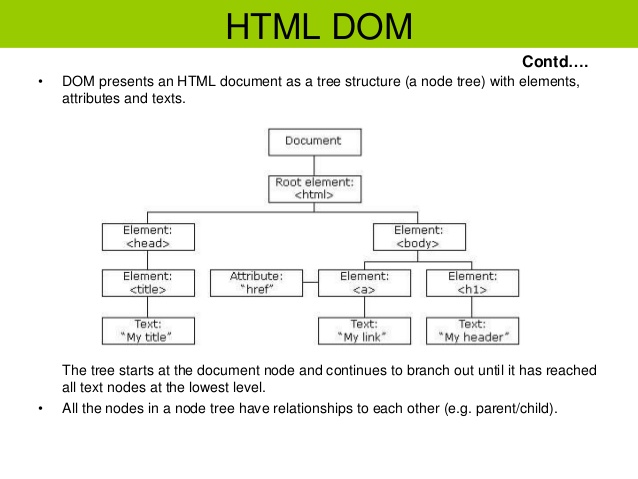 HTML DOM
Contd….
• DOM presents an HTML document as a tree structure (a node tree) with elements,
attributes and texts.
Document
Root element:
<html>
Element:
<head>
Element:
<body>
Element:
<title>
Attribute:
"href"
Element:
<a>
Element:
<h1>
Text:
"My title"
Text:
"My link"
Text:
"My header"
The tree starts at the document node and continues to branch out until it has reached
all text nodes at the lowest level.
• All the nodes in a node tree have relationships to each other (e.g. parent/child).